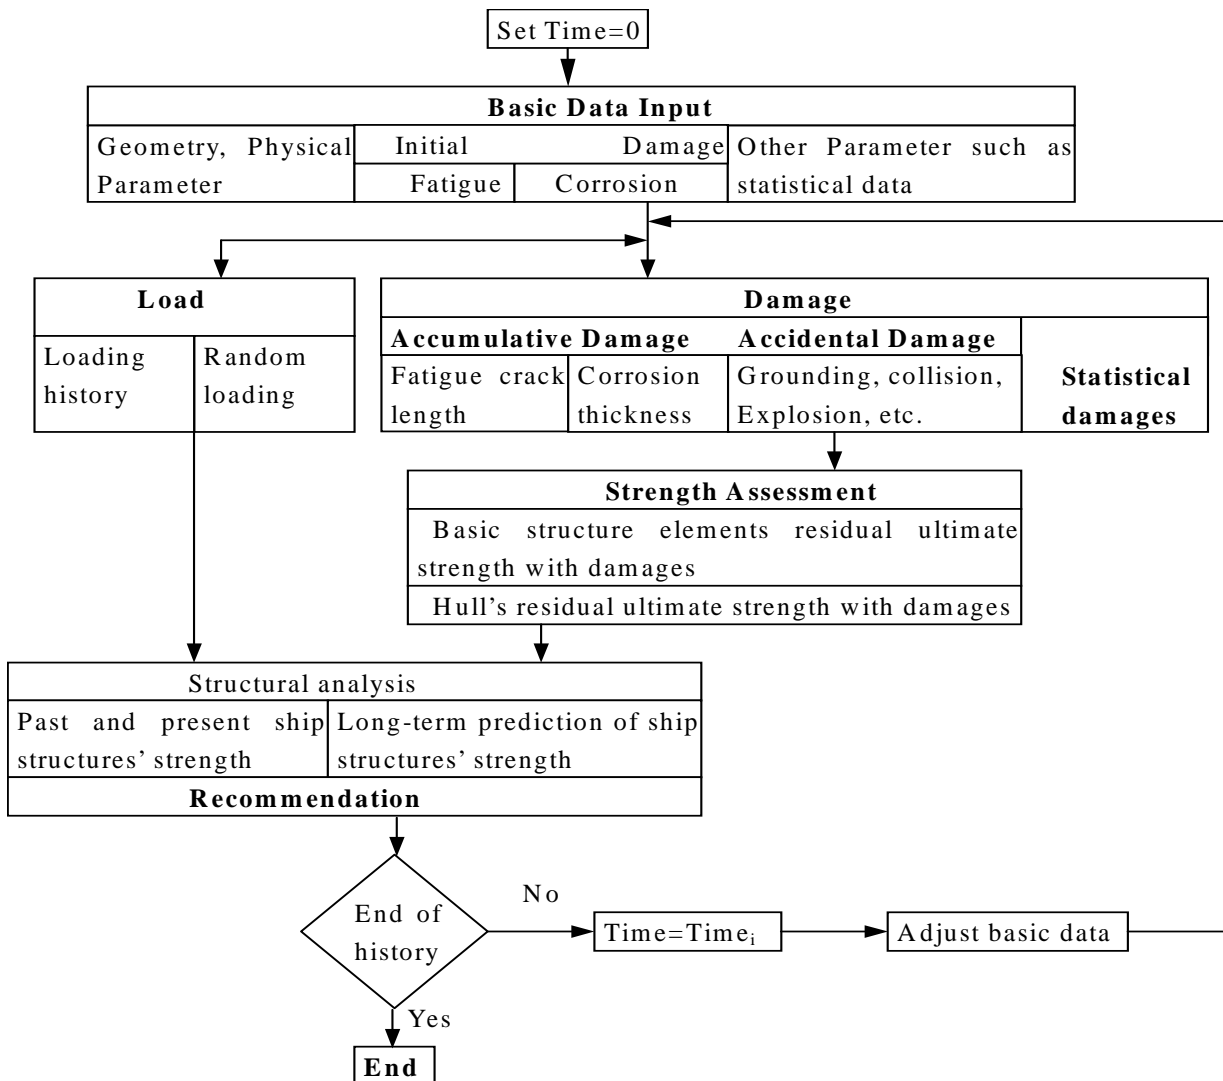 Set Time=0
Basic Data Input
Geometry, Physical
Parameter
Initial Damage
Fatigue
Corrosion
Other Parameter such as
statistical data
Load
Loading
history
Random
loading
Damage
Accumulative Damage
Accidental Damage
Fatigue crack
length
Corrosion
thickness
Grounding, collision,
Explosion, etc.
Statistical
damages
Strength Assessment
Basic structure elements residual ultimate
strength with damages
Hull’s residual ultimate strength with damages
Structural analysis
Past and present ship
structures’ strength
Long-term prediction of ship
structures’ strength
Recommendation
End of
history
No
Time=Timeᵢ
Adjust basic data
Yes
End